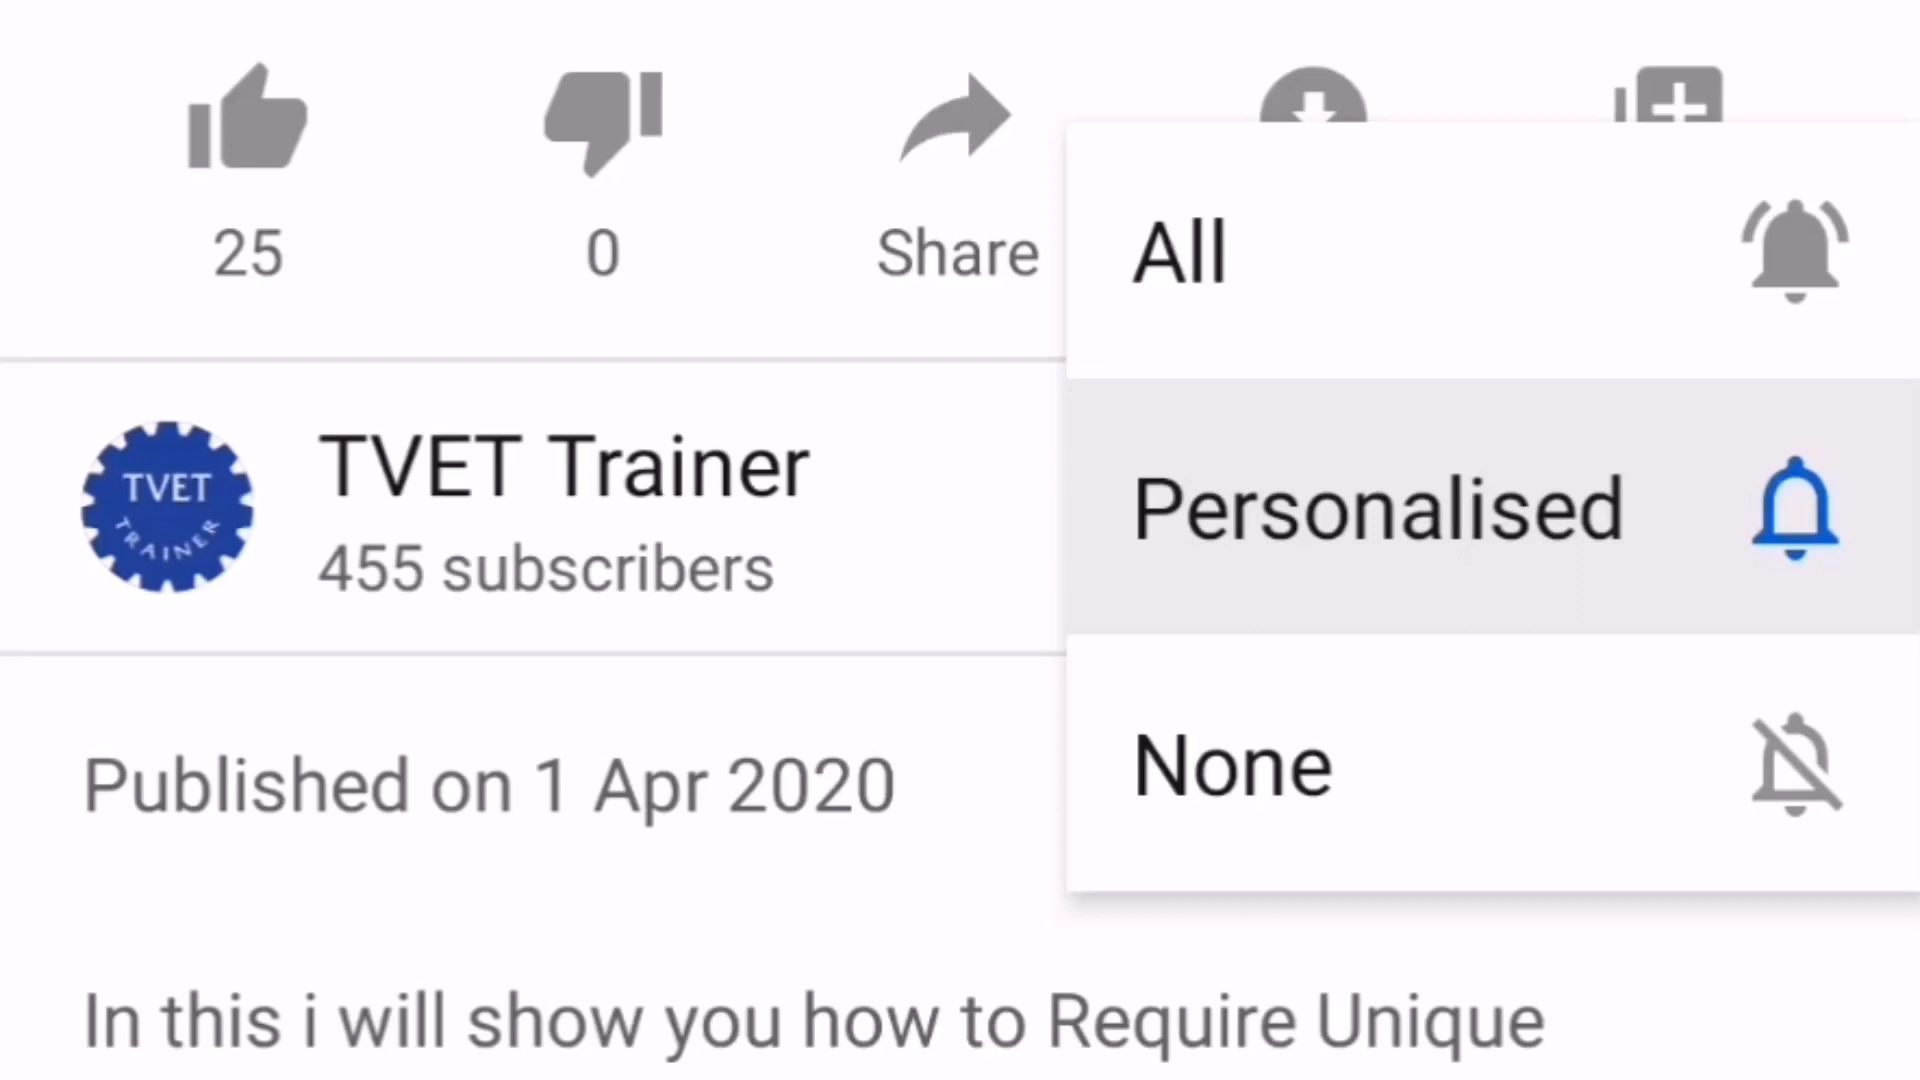 25
0
Share
All
TVET
TRAINER
TVET Trainer
455 subscribers
Personalised
Published on 1 Apr 2020
None
In this i will show you how to Require Unique